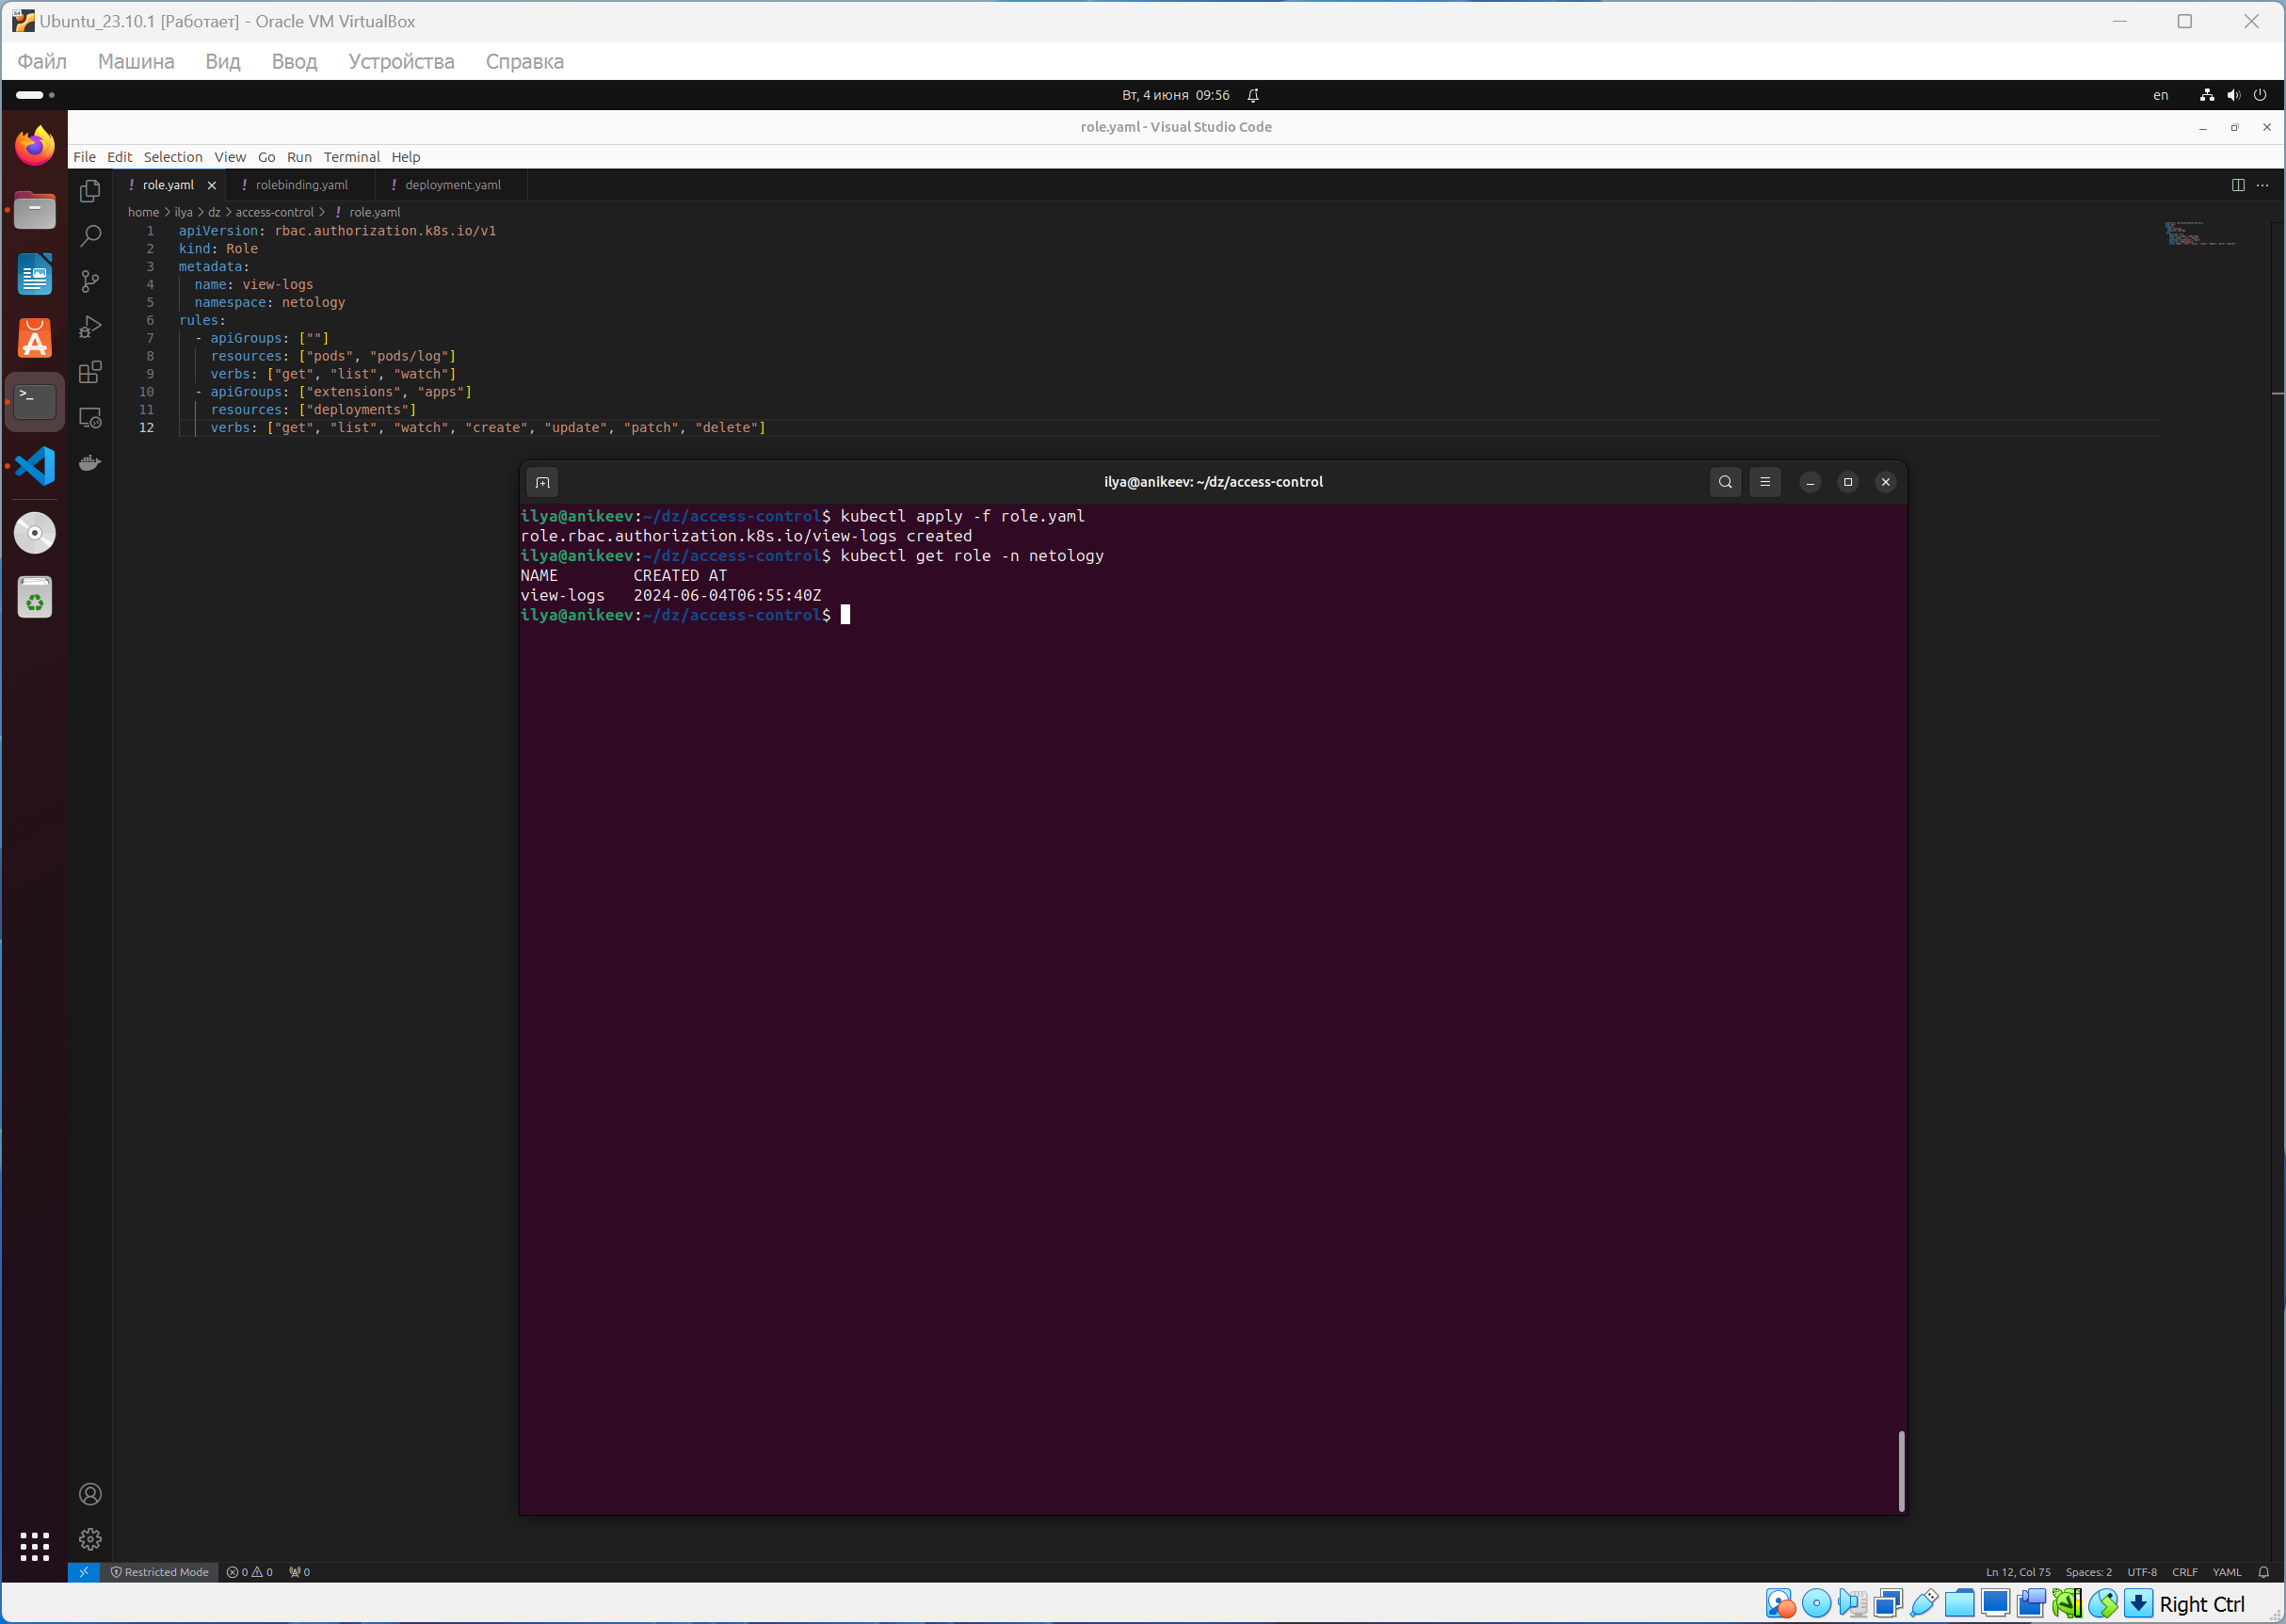 Ubuntu_23.10.1 [Работает] - Oracle VM VirtualBox
Файл Машина Вид Ввод Устройства Справка
Вт, 4 июня 09:56
en
role.yaml - Visual Studio Code
File Edit Selection View Go Run Terminal Help
! role.yaml ! rolebinding.yaml ! deployment.yaml
home > ilya > dz > access-control > ! role.yaml
1 apiVersion: rbac.authorization.k8s.io/v1
2 kind: Role
3 metadata:
4 name: view-logs
5 namespace: netology
6 rules:
7 - apiGroups: [""]
8 resources: ["pods", "pods/log"]
9 verbs: ["get", "list", "watch"]
10 - apiGroups: ["extensions", "apps"]
11 resources: ["deployments"]
12 verbs: ["get", "list", "watch", "create", "update", "patch", "delete"]
ilya@anikeev: ~/dz/access-control
ilya@anikeev:~/dz/access-control$ kubectl apply -f role.yaml
role.rbac.authorization.k8s.io/view-logs created
ilya@anikeev:~/dz/access-control$ kubectl get role -n netology
NAME CREATED AT
view-logs 2024-06-04T06:55:40Z
ilya@anikeev:~/dz/access-control$
Restricted Mode 0 0 0
Ln 12, Col 75 Spaces: 2 UTF-8 CRLF YAML
Right Ctrl